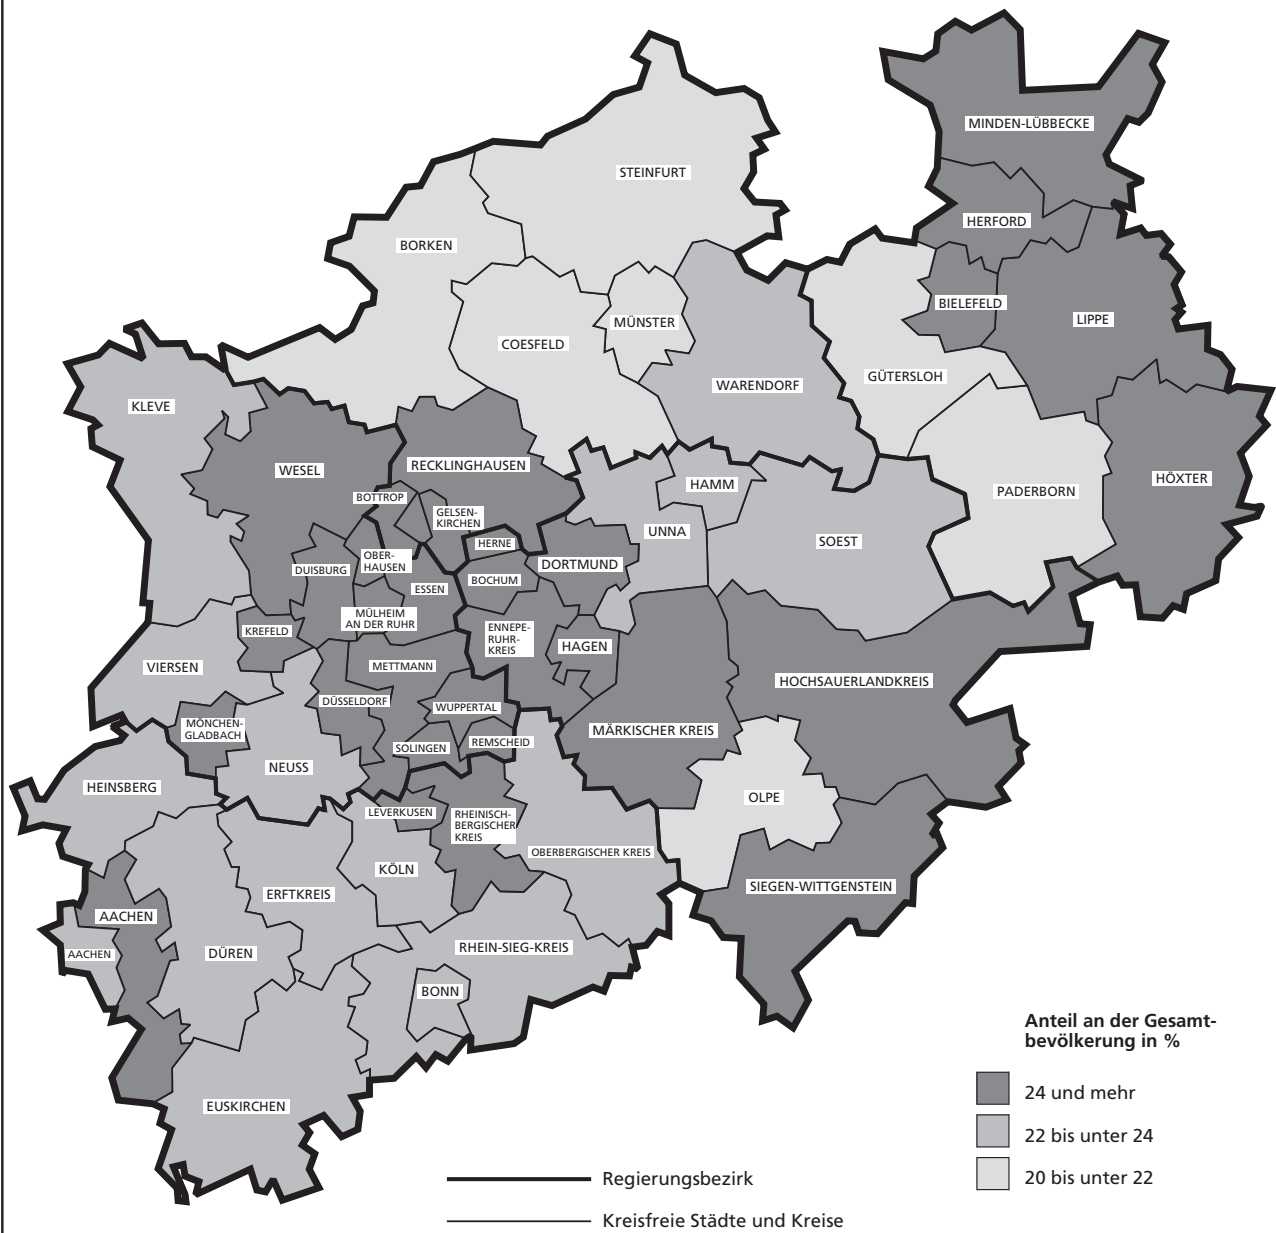 MINDEN-LÜBBECKE
STEINFURT
HERFORD
BORKEN
BIELEFELD
LIPPE
MÜNSTER
COESFELD
GÜTERSLOH
WARENDORF
KLEVE
RECKLINGHAUSEN
WESEL
HÖXTER
HAMM
PADERBORN
BOTTROP
GELSEN-
KIRCHEN
UNNA
SOEST
HERNE
OBER-
HAUSEN
DORTMUND
DUISBURG
BOCHUM
ESSEN
MÜLHEIM
AN DER RUHR
KREFELD
ENNEPE-
RUHR-
KREIS
HAGEN
VIERSEN
METTMANN
HOCHSAUERLANDKREIS
DÜSSELDORF
WUPPERTAL
MÖNCHEN-
GLADBACH
MÄRKISCHER KREIS
SOLINGEN
REMSCHEID
NEUSS
HEINSBERG
OLPE
LEVERKUSEN
RHEINISCH-
BERGISCHER
KREIS
OBERBERGISCHER KREIS
KÖLN
SIEGEN-WITTGENSTEIN
ERFTKREIS
AACHEN
RHEIN-SIEG-KREIS
AACHEN
DÜREN
BONN
EUSKIRCHEN
Anteil an der Gesamt-
bevölkerung in %
24 und mehr
22 bis unter 24
20 bis unter 22
Regierungsbezirk
Kreisfreie Städte und Kreise